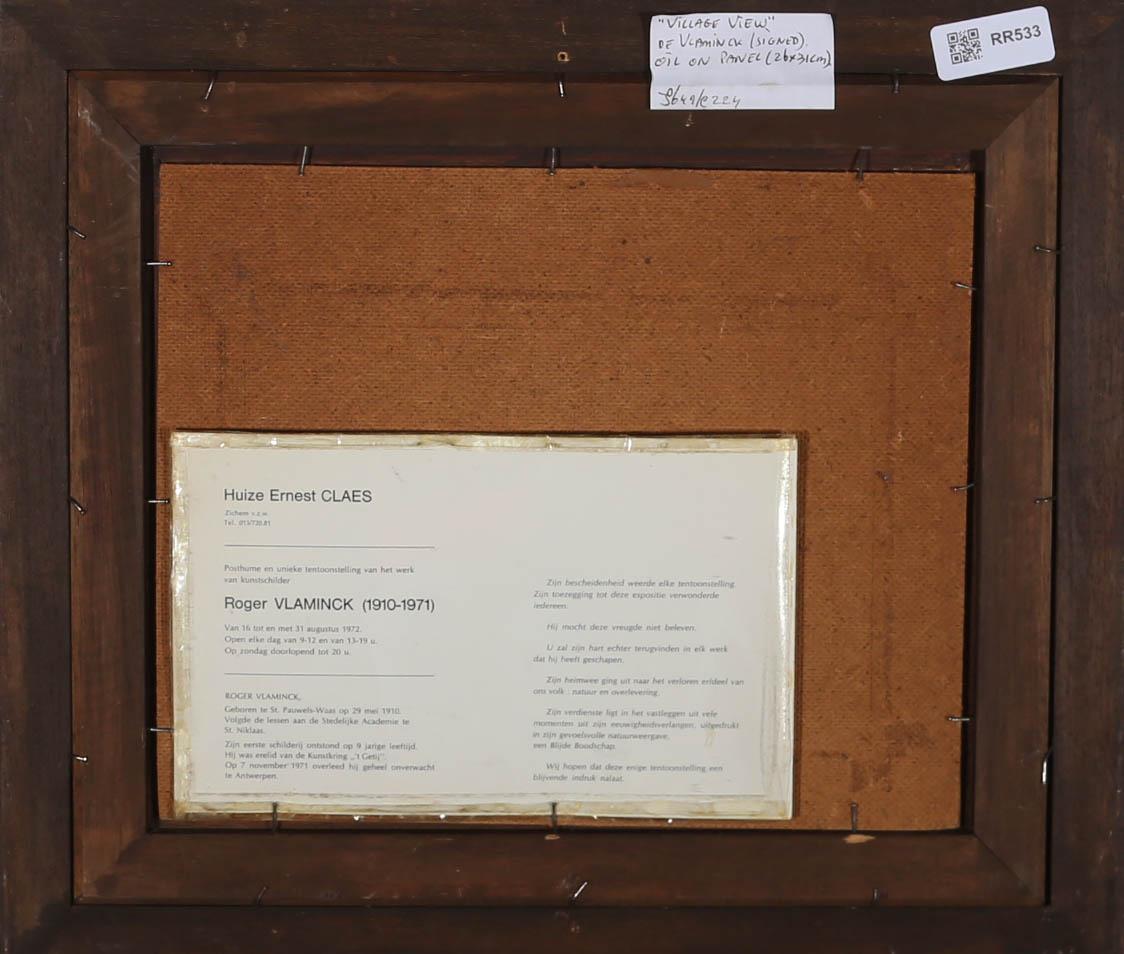 "VILLAGE VIEW"
DE VLAMINCK (SIGNED).
OIL ON PANEL (26x31cm)
RR533
Huize Ernest CLAES
Zichem v.z.w.
Tel. 013/720.81
Posthume en unieke tentoonstelling van het werk
van kunstschilder
Roger VLAMINCK (1910-1971)
Van 16 tot en met 31 augustus 1972.
Open elke dag van 9-12 en van 13-19 u.
Op zondag doorlopend tot 20 u.
ROGER VLAMINCK,
Geboren te St. Pauwels-Waas op 29 mei 1910.
Volgde de lessen aan de Stedelijke Academie te
St. Niklaas.
Zijn eerste schilderij ontstond op 9 jarige leeftijd.
Hij was erelid van de Kunstkring ,,'t Getij''.
Op 7 november 1971 overleed hij geheel onverwacht
te Antwerpen.
Zijn bescheidenheid weerde elke tentoonstelling.
Zijn toezegging tot deze expositie verwonderde
iedereen.
Hij mocht deze vreugde niet beleven.
U zal zijn hart echter terugvinden in elk werk
dat hij heeft geschapen.
Zijn heimwee ging uit naar het verloren erfdeel van
ons volk : natuur en overlevering.
Zijn verdienste ligt in het vastleggen uit vele
momenten uit zijn eeuwigheidsverlangen, uitgedrukt
in zijn gevoelsvolle natuurweergave,
een Blijde Boodschap.
Wij hopen dat deze enige tentoonstelling een
blijvende indruk nalaat.